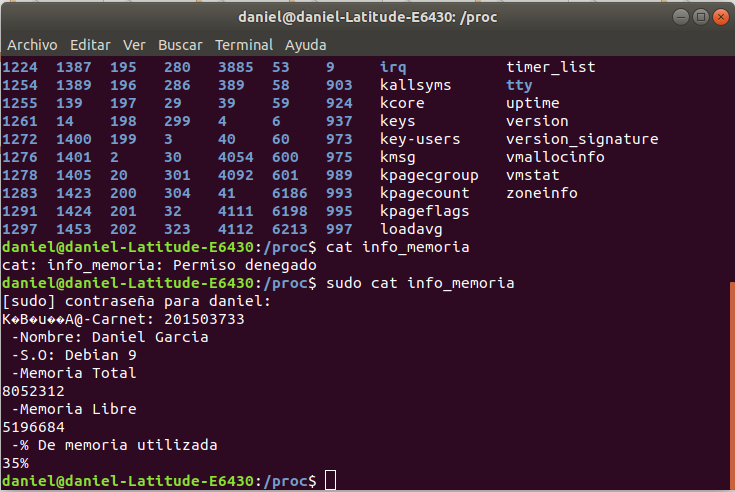 daniel@daniel-Latitude-E6430: /proc
Archivo Editar Ver Buscar Terminal Ayuda
1224 1387 195 280 3885 53 9 irq timer_list
1254 1389 196 286 389 58 903 kallsyms tty
1255 139 197 29 39 59 924 kcore uptime
1261 14 198 299 4 6 937 keys version
1272 1400 199 3 40 60 973 key-users version_signature
1276 1401 2 30 4054 600 975 kmsg vmallocinfo
1278 1405 20 301 4092 601 989 kpagecgroup vmstat
1283 1423 200 304 41 6186 993 kpagecount zoneinfo
1291 1424 201 32 4111 6198 995 kpageflags
1297 1453 202 323 4112 6213 997 loadavg
daniel@daniel-Latitude-E6430:/proc$ cat info_memoria
cat: info_memoria: Permiso denegado
daniel@daniel-Latitude-E6430:/proc$ sudo cat info_memoria
[sudo] contraseña para daniel:
K�B�u��A@-Carnet: 201503733
-Nombre: Daniel Garcia
-S.O: Debian 9
-Memoria Total
8052312
-Memoria Libre
5196684
-% De memoria utilizada
35%
daniel@daniel-Latitude-E6430:/proc$